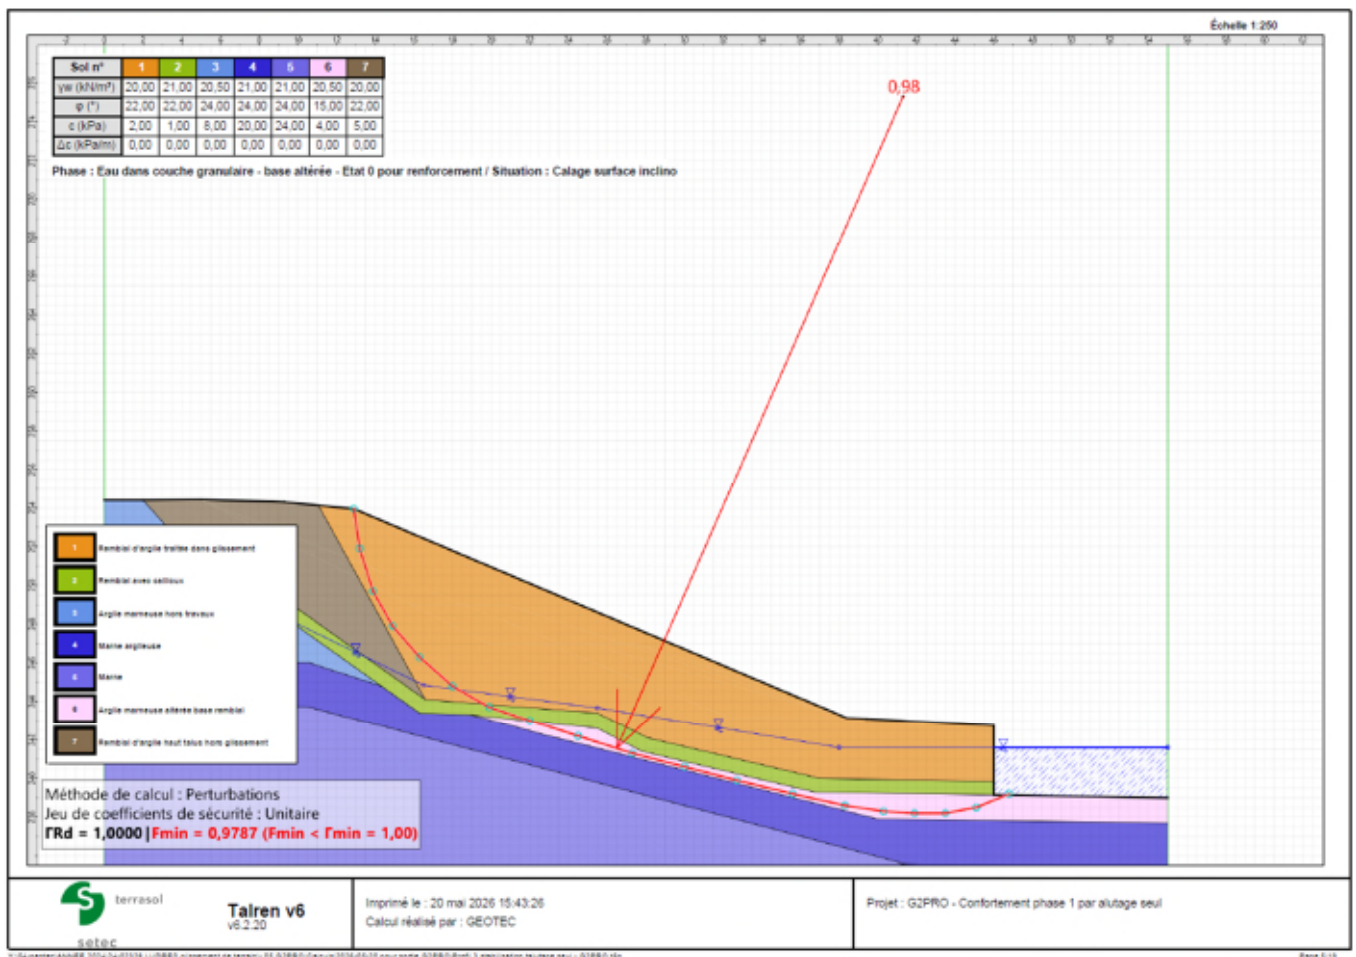 Échelle 1:250
Sol n° 1 2 3 4 5 6 7
γw (kN/m³) 20,00 21,00 20,50 21,00 21,00 20,50 20,00
φ (°) 22,00 22,00 24,00 24,00 24,00 15,00 22,00
c (kPa) 2,00 1,00 8,00 20,00 24,00 4,00 5,00
Δc (kPa/m) 0,00 0,00 0,00 0,00 0,00 0,00 0,00
0,98
Phase : Eau dans couche granulaire - base altérée - Etat 0 pour renforcement / Situation : Calage surface inclino
1 Remblai d'argile traitée dans glissement
2 Remblai avec cailloux
3 Argile marneuse hors travaux
4 Marne argileuse
5 Marne
6 Argile marneuse altérée base remblai
7 Remblai d'argile haut talus hors glissement
Méthode de calcul : Perturbations
Jeu de coefficients de sécurité : Unitaire
ΓRd = 1,0000 | Fmin = 0,9787 (Fmin < Γmin = 1,00)
terrasol
setec
Talren v6
v6.2.20
Imprimé le : 20 mai 2026 15:43:26
Calcul réalisé par : GEOTEC
Projet : G2PRO - Confortement phase 1 par alutage seul